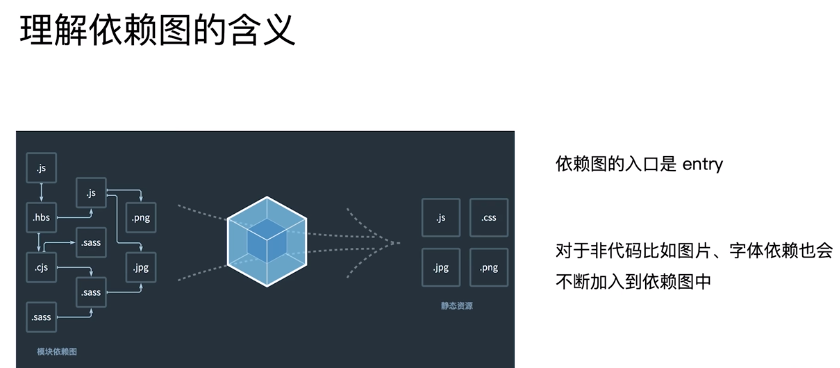 理解依赖图的含义
.js
.js
.hbs
.png
.sass
.cjs
.jpg
.sass
.sass
模块依赖图
.js
.css
.jpg
.png
静态资源
依赖图的入口是 entry
对于非代码比如图片、字体依赖也会
不断加入到依赖图中